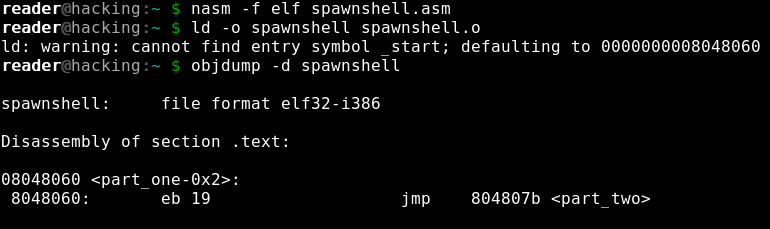 reader@hacking:~ $ nasm -f elf spawnshell.asm
reader@hacking:~ $ ld -o spawnshell spawnshell.o
ld: warning: cannot find entry symbol _start; defaulting to 0000000008048060
reader@hacking:~ $ objdump -d spawnshell
spawnshell:     file format elf32-i386
Disassembly of section .text:
08048060 <part_one-0x2>:
 8048060:       eb 19                   jmp    804807b <part_two>